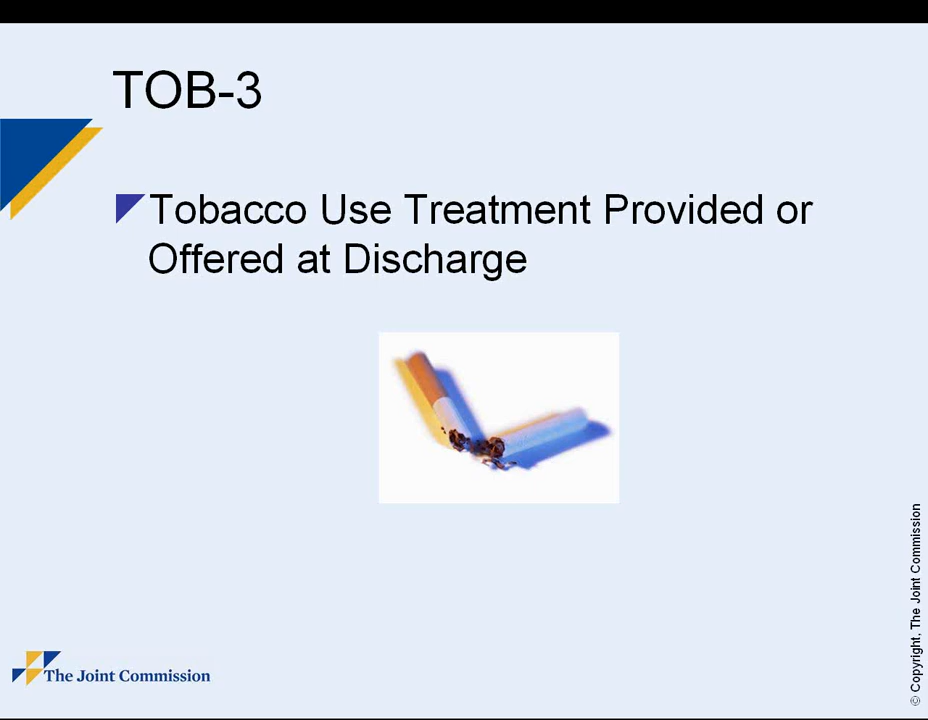 TOB-3
Tobacco Use Treatment Provided or
Offered at Discharge
© Copyright, The Joint Commission
The Joint Commission